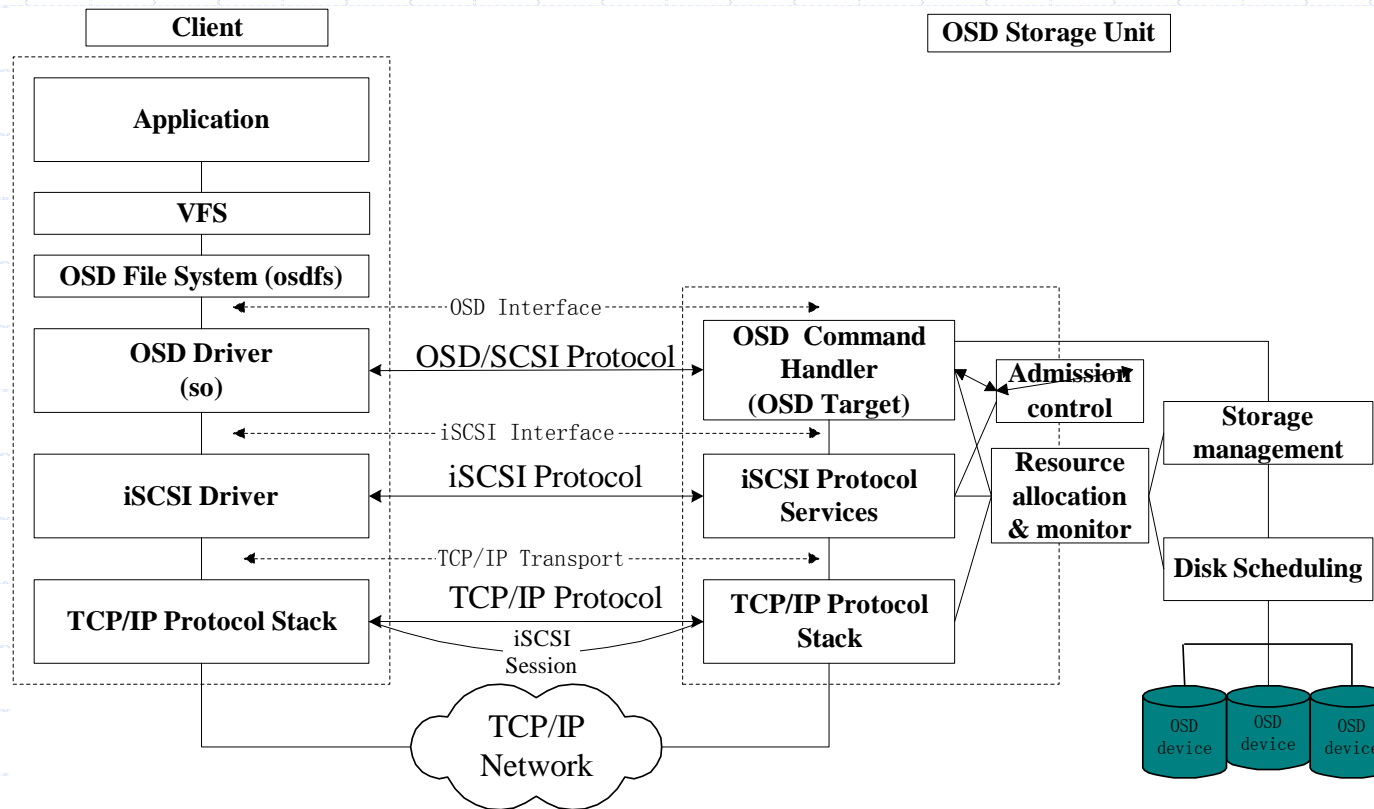 Client
OSD Storage Unit
Application
VFS
OSD File System (osdfs)
OSD Interface
OSD Driver
(so)
OSD/SCSI Protocol
OSD Command
Handler
(OSD Target)
Admission
control
Storage
management
iSCSI Interface
iSCSI Driver
iSCSI Protocol
iSCSI Protocol
Services
Resource
allocation
& monitor
Disk Scheduling
TCP/IP Transport
TCP/IP Protocol Stack
TCP/IP Protocol
iSCSI
Session
TCP/IP Protocol
Stack
TCP/IP
Network
OSD
device
OSD
device
OSD
device